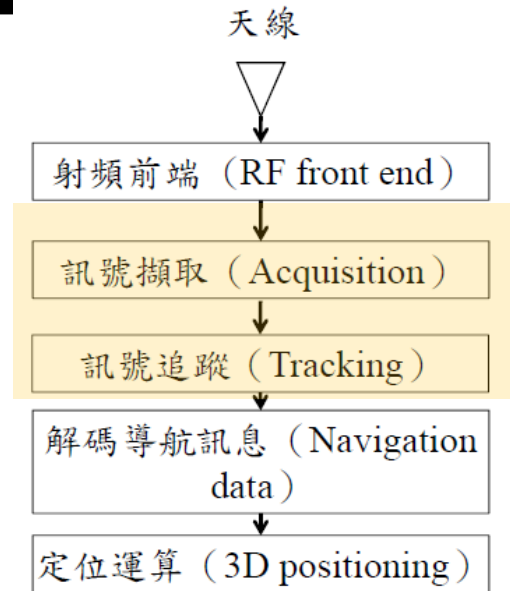 天線
射頻前端（RF front end）
訊號擷取（Acquisition）
訊號追蹤（Tracking）
解碼導航訊息（Navigation
data）
定位運算（3D positioning）